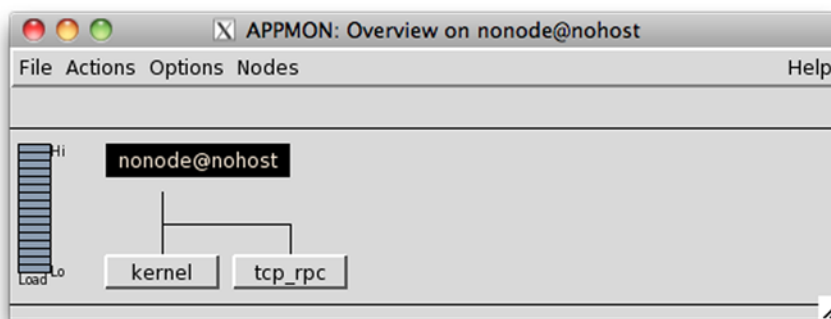 X APPMON: Overview on nonode@nohost
File Actions Options Nodes Help
Hi
nonode@nohost
Lo
Load
kernel tcp_rpc